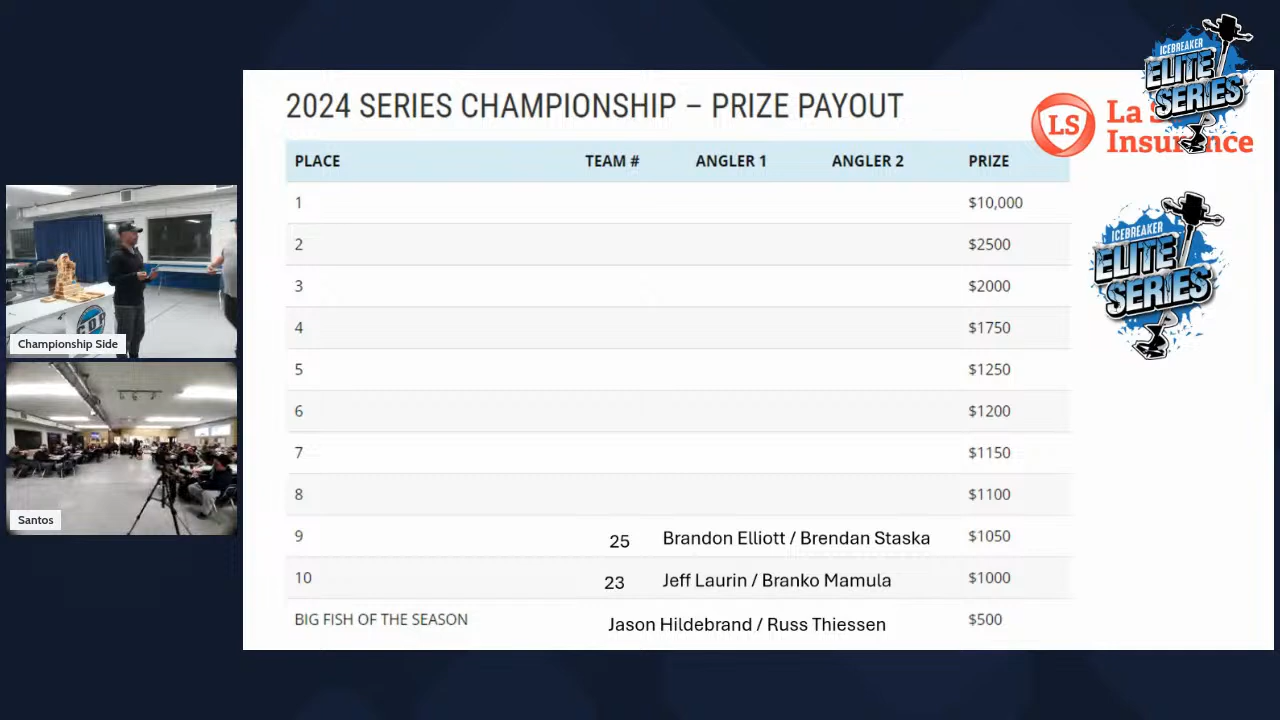 2024 SERIES CHAMPIONSHIP – PRIZE PAYOUT
ICEBREAKER
ELITE
SERIES
LS
La S
Insurance
PLACE TEAM # ANGLER 1 ANGLER 2 PRIZE
1 $10,000
2 $2500
3 $2000
4 $1750
5 $1250
6 $1200
7 $1150
8 $1100
9 25 Brandon Elliott / Brendan Staska $1050
10 23 Jeff Laurin / Branko Mamula $1000
BIG FISH OF THE SEASON Jason Hildebrand / Russ Thiessen $500
ICEBREAKER
ELITE
SERIES
Championship Side
Santos